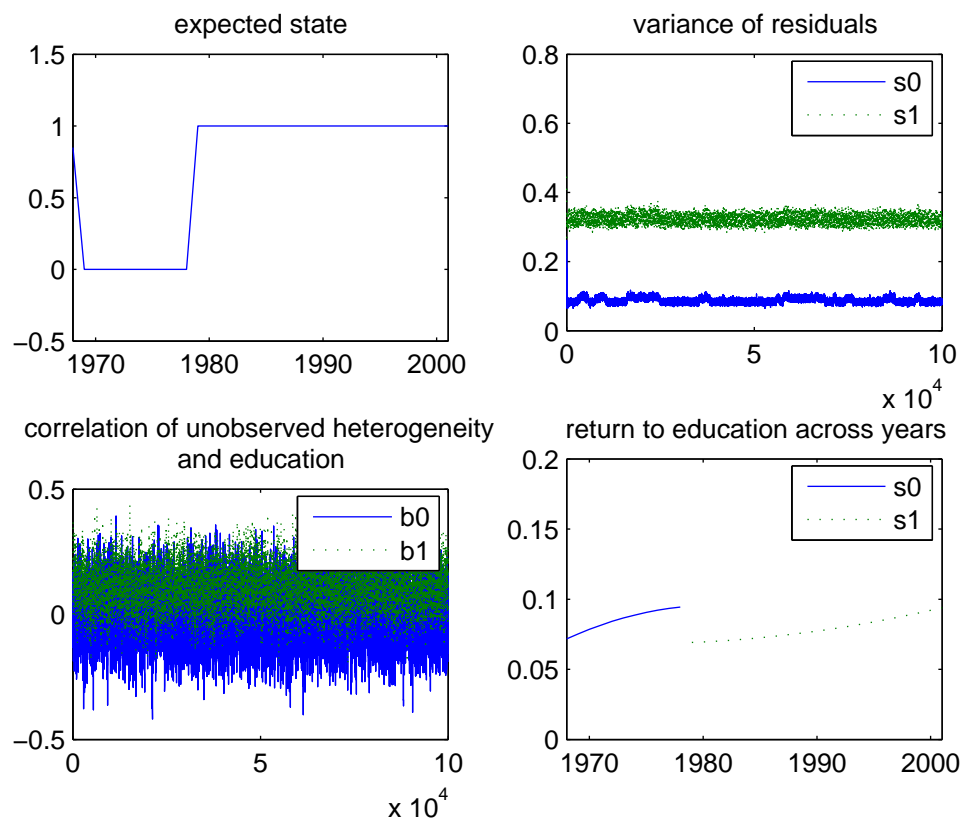 expected state
1.5
1
0.5
0
−0.5
1970
1980
1990
2000
variance of residuals
0.8
0.6
0.4
0.2
0
s0
s1
0
5
10
x 10^4
correlation of unobserved heterogeneity
and education
0.5
0
−0.5
b0
b1
0
5
10
x 10^4
return to education across years
0.2
0.15
0.1
0.05
0
s0
s1
1970
1980
1990
2000